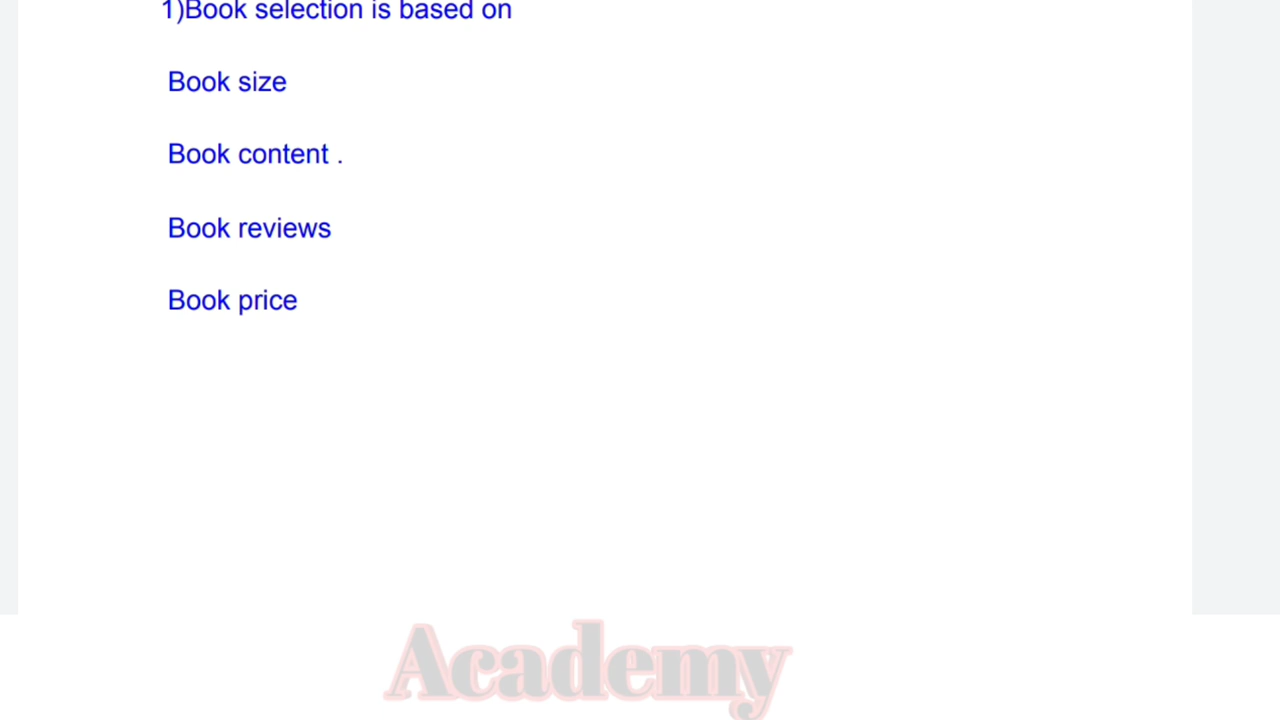 1)Book selection is based on
Book size
Book content .
Book reviews
Book price
Academy